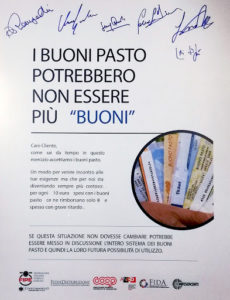 I BUONI PASTO
POTREBBERO
NON ESSERE
PIÙ "BUONI"
Caro Cliente,
come sai da tempo in questo
esercizio accettiamo i buoni pasto.
Un modo per venire incontro alle
tue esigenze ma che per noi sta
diventando sempre più costoso:
per ogni 10 euro spesi con i buoni
pasto ce ne rimborsano solo 8 e
spesso con grave ritardo.
SE QUESTA SITUAZIONE NON DOVESSE CAMBIARE POTREBBE
ESSERE MESSO IN DISCUSSIONE L'INTERO SISTEMA DEI BUONI
PASTO E QUINDI LA LORO FUTURA POSSIBILITÀ DI UTILIZZO.
FEDERDISTRIBUZIONE
coop
FIDA
CONFESERCENTI